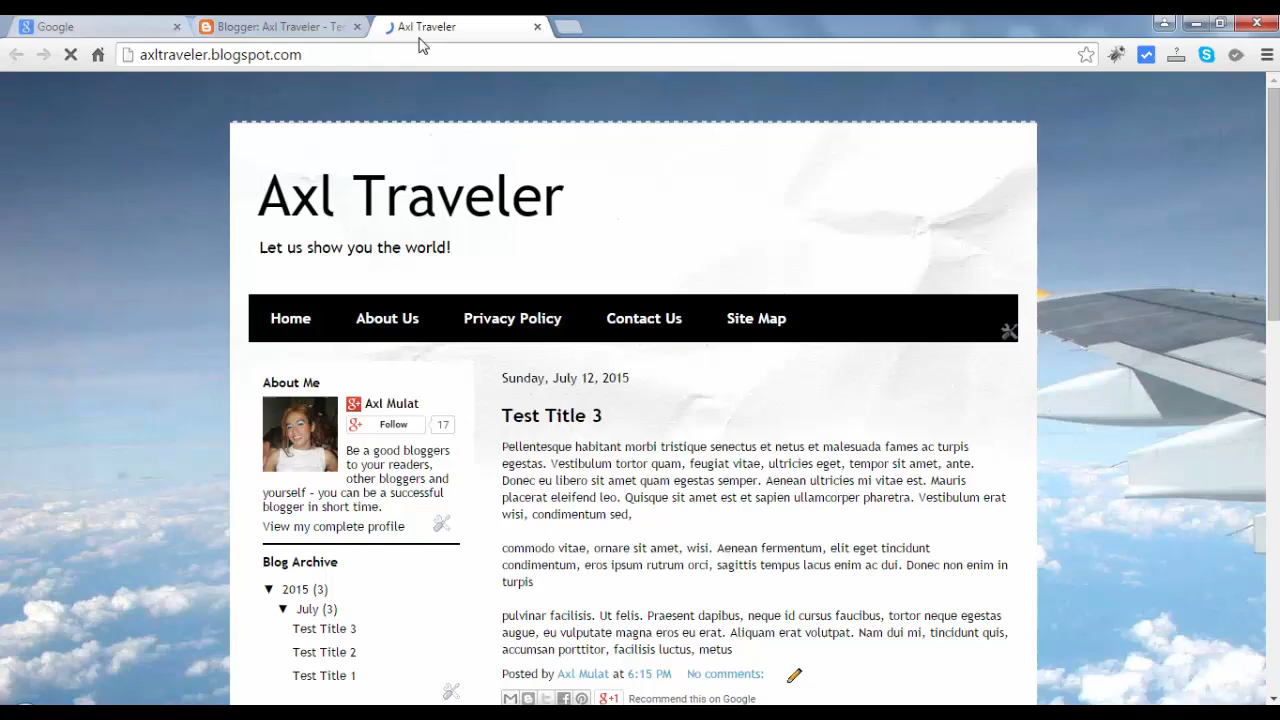 Google
Blogger: Axl Traveler - Te
Axl Traveler
axltraveler.blogspot.com
Axl Traveler
Let us show you the world!
Home About Us Privacy Policy Contact Us Site Map
About Me
Axl Mulat
Follow 17
Be a good bloggers
to your readers,
other bloggers and
yourself - you can be a successful
blogger in short time.
View my complete profile
Blog Archive
▼ 2015 (3)
▼ July (3)
Test Title 3
Test Title 2
Test Title 1
Sunday, July 12, 2015
Test Title 3
Pellentesque habitant morbi tristique senectus et netus et malesuada fames ac turpis
egestas. Vestibulum tortor quam, feugiat vitae, ultricies eget, tempor sit amet, ante.
Donec eu libero sit amet quam egestas semper. Aenean ultricies mi vitae est. Mauris
placerat eleifend leo. Quisque sit amet est et sapien ullamcorper pharetra. Vestibulum erat
wisi, condimentum sed,
commodo vitae, ornare sit amet, wisi. Aenean fermentum, elit eget tincidunt
condimentum, eros ipsum rutrum orci, sagittis tempus lacus enim ac dui. Donec non enim in
turpis
pulvinar facilisis. Ut felis. Praesent dapibus, neque id cursus faucibus, tortor neque egestas
augue, eu vulputate magna eros eu erat. Aliquam erat volutpat. Nam dui mi, tincidunt quis,
accumsan porttitor, facilisis luctus, metus
Posted by Axl Mulat at 6:15 PM No comments:
+1 Recommend this on Google